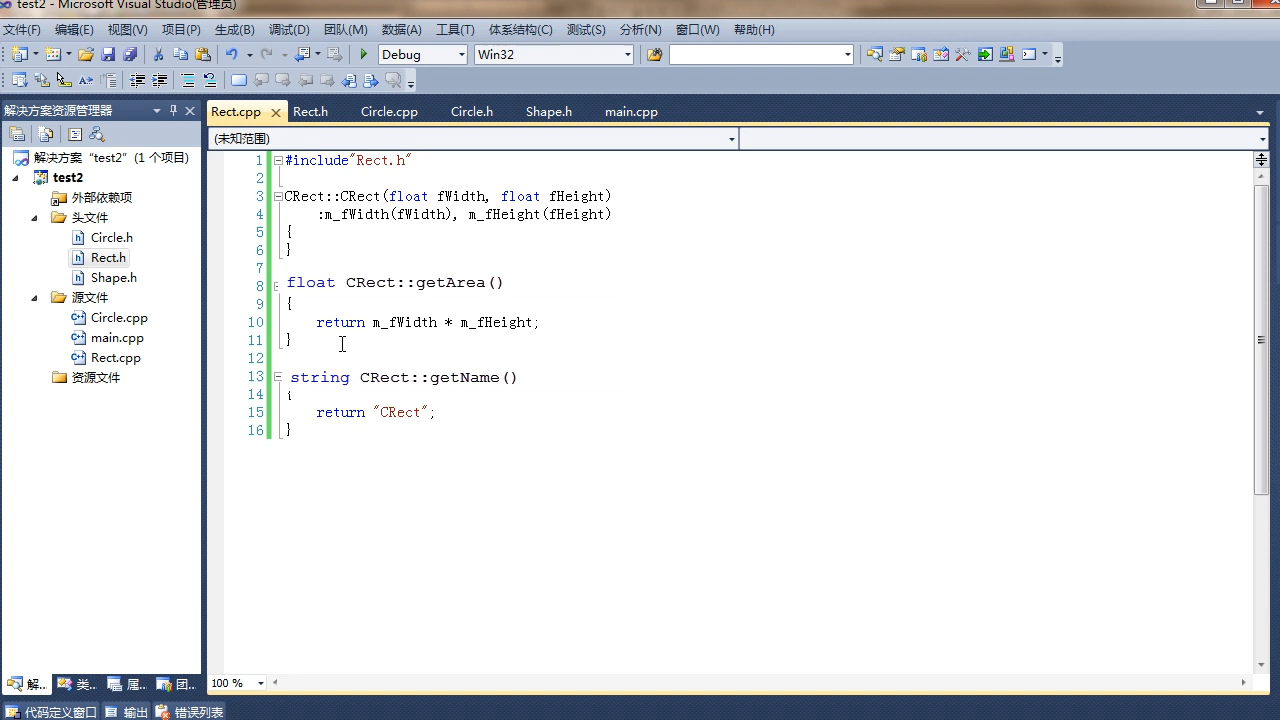 test2 - Microsoft Visual Studio(管理员)
文件(F) 编辑(E) 视图(V) 项目(P) 生成(B) 调试(D) 团队(M) 数据(A) 工具(T) 体系结构(C) 测试(S) 分析(N) 窗口(W) 帮助(H)
Debug Win32
解决方案资源管理器
Rect.cpp Rect.h Circle.cpp Circle.h Shape.h main.cpp
(未知范围)
解决方案 "test2" (1 个项目)
test2
外部依赖项
头文件
Circle.h
Rect.h
Shape.h
源文件
Circle.cpp
main.cpp
Rect.cpp
资源文件
1 #include"Rect.h"
2
3 CRect::CRect(float fWidth, float fHeight)
4 :m_fWidth(fWidth), m_fHeight(fHeight)
5 {
6 }
7
8 float CRect::getArea()
9 {
10 return m_fWidth * m_fHeight;
11 }
12
13 string CRect::getName()
14 {
15 return "CRect";
16 }
100 %
解... 类... 属... 团...
代码定义窗口 输出 错误列表